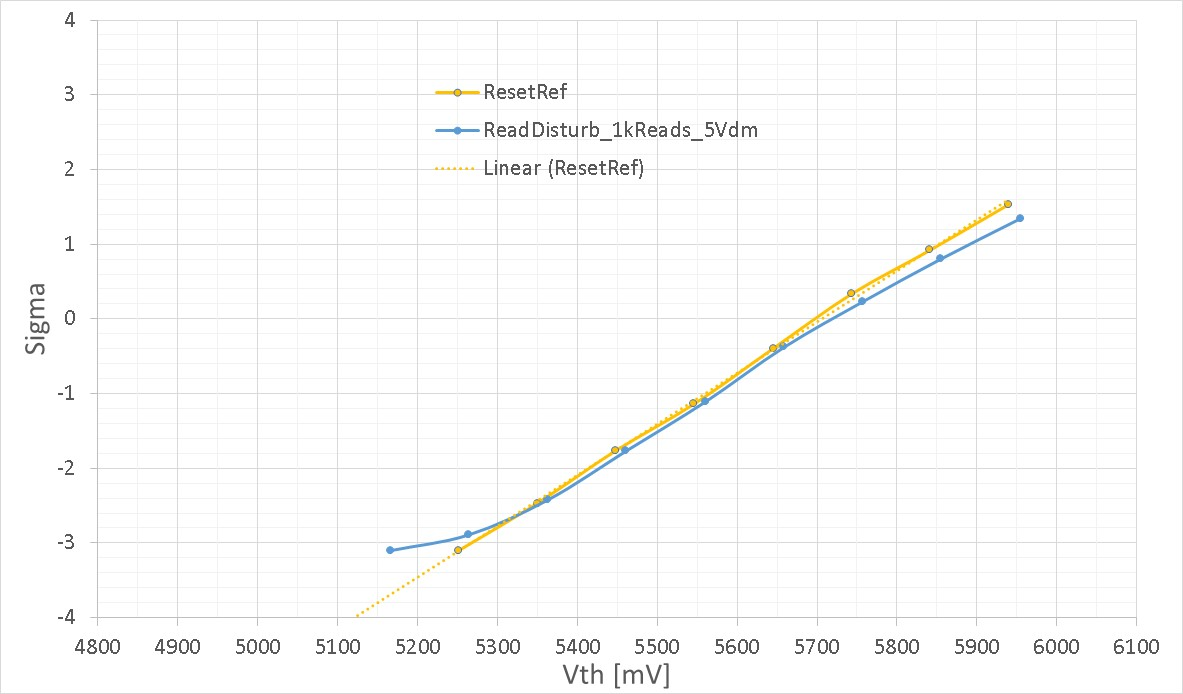 4
3
2
1
0
-1
-2
-3
-4
Sigma
ResetRef
ReadDisturb_1kReads_5Vdm
Linear (ResetRef)
4800 4900 5000 5100 5200 5300 5400 5500 5600 5700 5800 5900 6000 6100
Vth [mV]